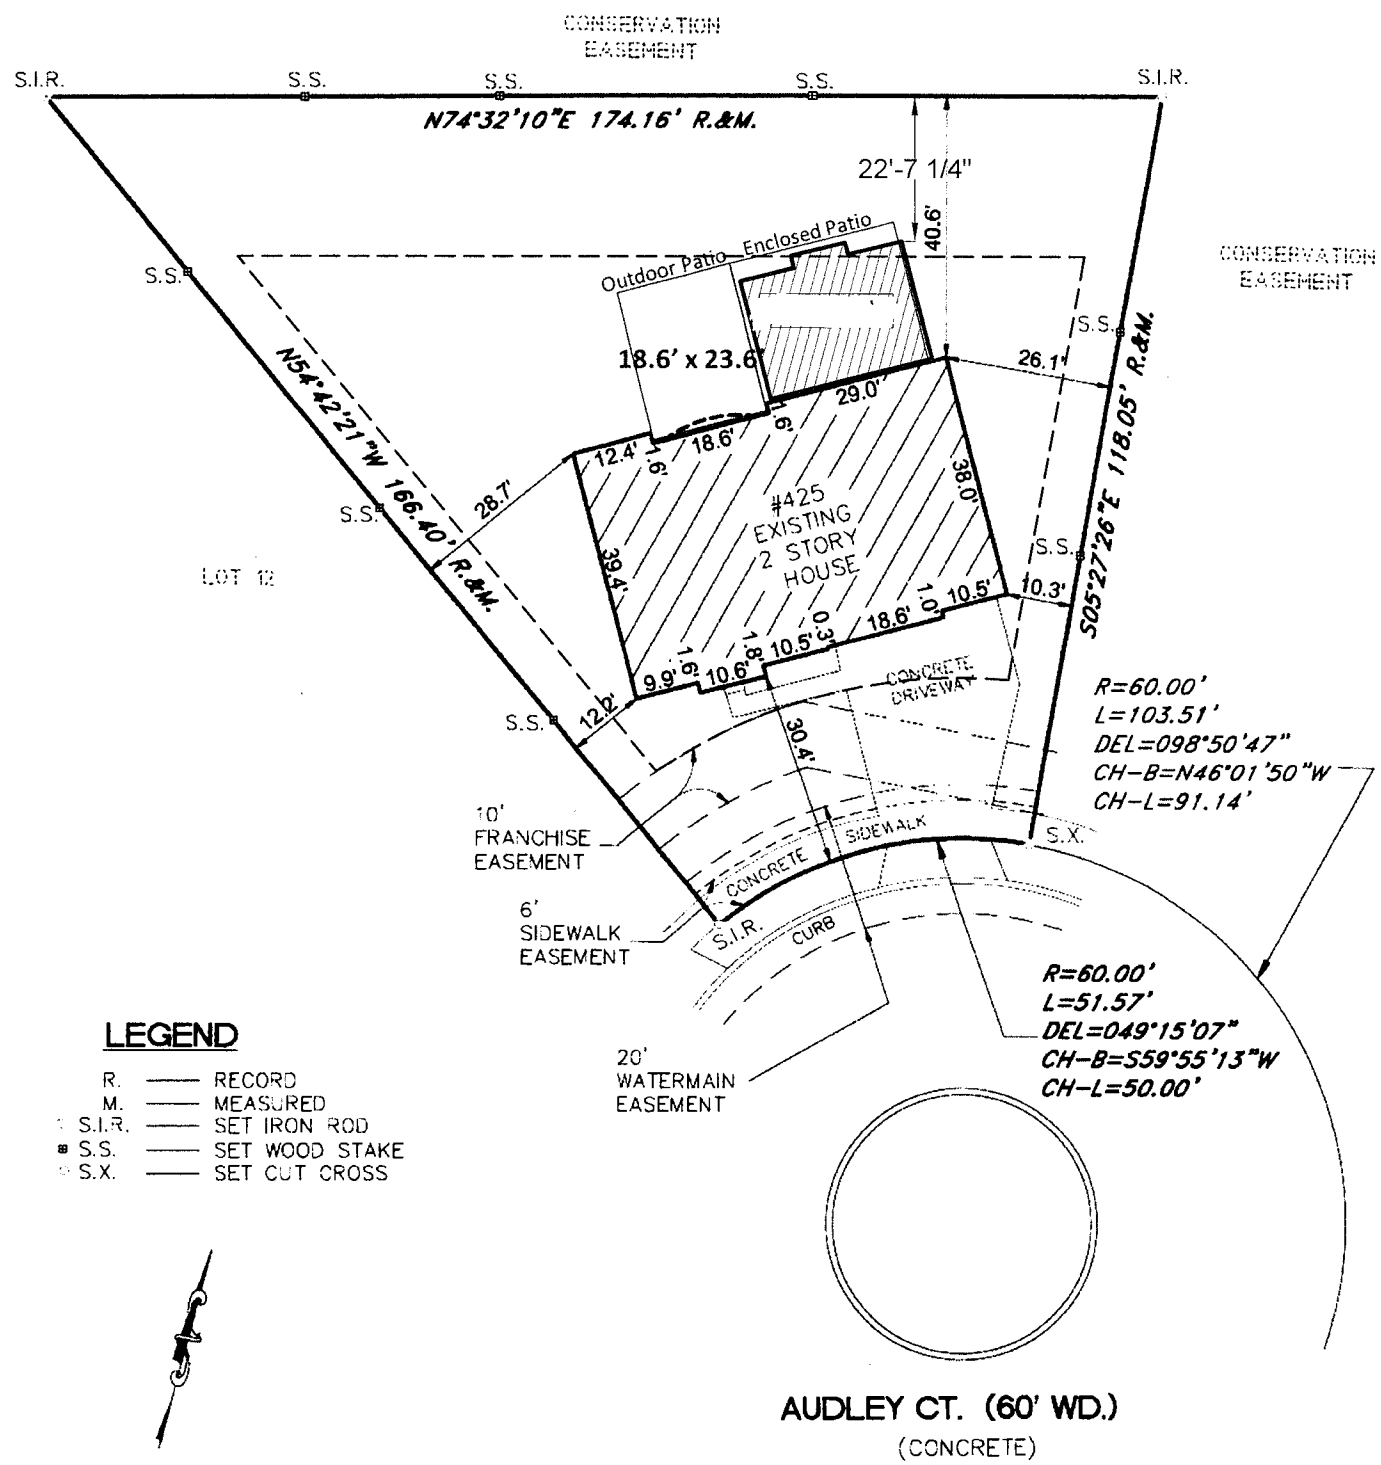 CONSERVATION
EASEMENT
S.I.R.
S.S.
S.S.
S.S.
S.I.R.
N74°32'10"E 174.16' R.&M.
22'-7 1/4"
40.6'
Outdoor Patio
Enclosed Patio
CONSERVATION
EASEMENT
S.S.
S.S.
18.6' x 23.6'
26.1'
S05°27'26"E 118.05' R.&M.
N54°42'21"W 166.40' R.&M.
29.0'
1.6'
12.4'
1.6'
18.6'
28.7'
38.0'
#425
EXISTING
2 STORY
HOUSE
S.S.
S.S.
LOT 12
39.4'
10.3'
10.5'
1.0'
18.6'
0.3'
10.5'
1.8'
10.6'
1.6'
9.9'
12.2'
S.S.
CONCRETE
DRIVEWAY
30.4'
R=60.00'
L=103.51'
DEL=098°50'47"
CH-B=N46°01'50"W
CH-L=91.14'
10'
FRANCHISE
EASEMENT
CONCRETE SIDEWALK
S.X.
6'
SIDEWALK
EASEMENT
S.I.R.
CURB
R=60.00'
L=51.57'
DEL=049°15'07"
CH-B=S59°55'13"W
CH-L=50.00'
20'
WATERMAIN
EASEMENT
LEGEND
R. RECORD
M. MEASURED
S.I.R. SET IRON ROD
S.S. SET WOOD STAKE
S.X. SET CUT CROSS
AUDLEY CT. (60' WD.)
(CONCRETE)